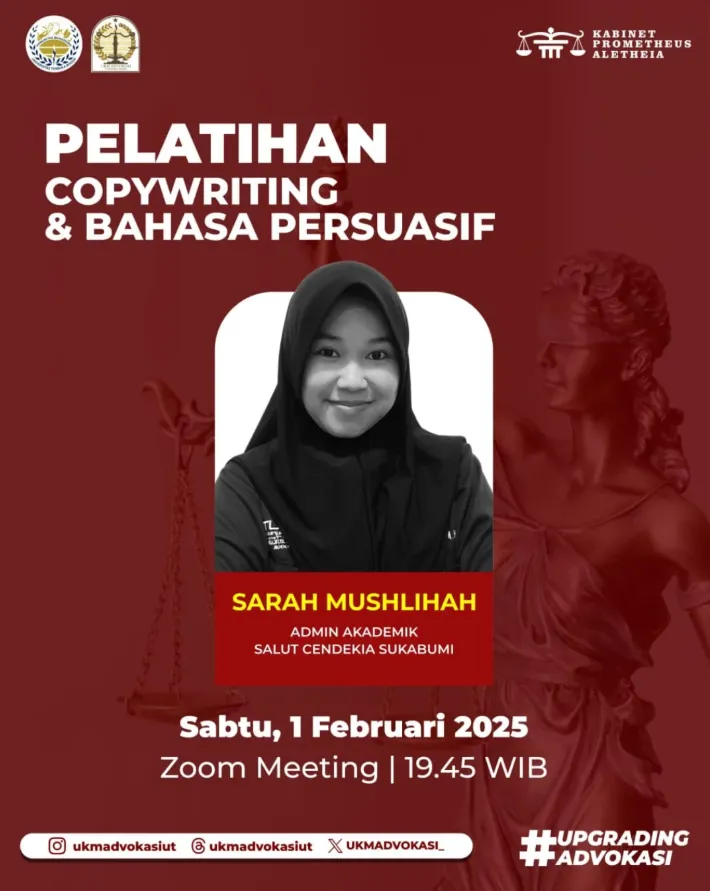 KABINET
PROMETHEUS
ALETHEIA
PELATIHAN
COPYWRITING
& BAHASA PERSUASIF
SARAH MUSHLIHAH
ADMIN AKADEMIK
SALUT CENDEKIA SUKABUMI
Sabtu, 1 Februari 2025
Zoom Meeting | 19.45 WIB
ukmadvokasiut ukmadvokasiut UKMADVOKASI_
#UPGRADING
ADVOKASI